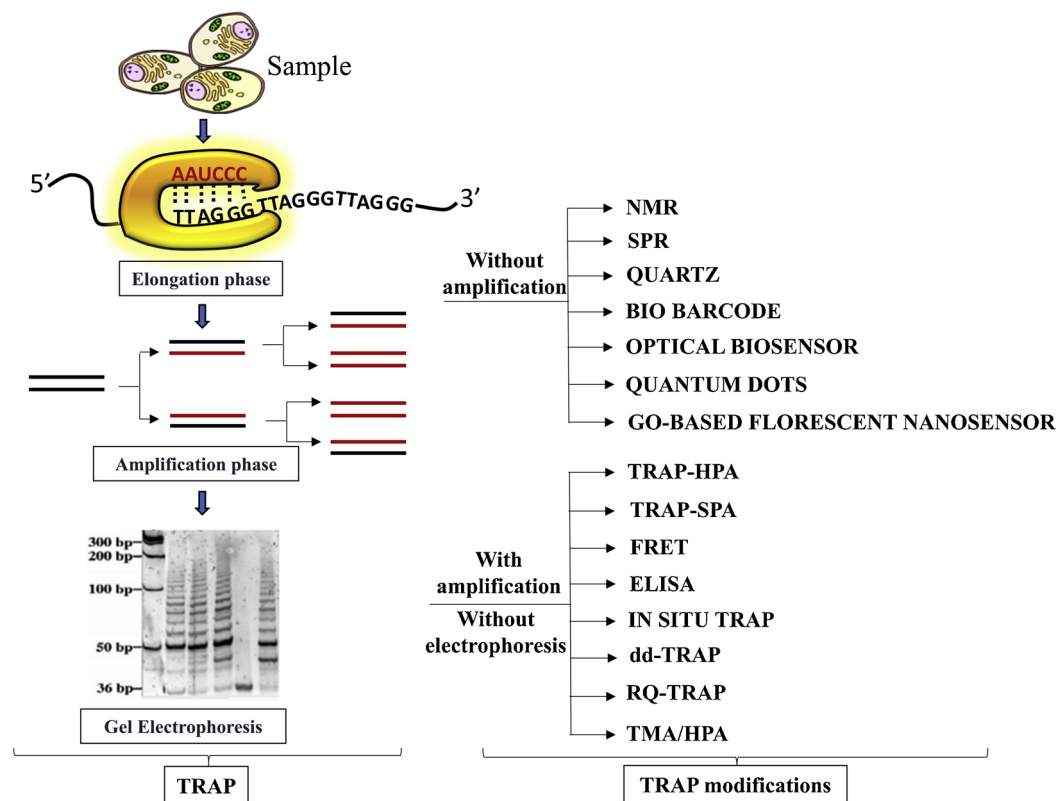 Sample
5’
AAUCCC
TTAGGGTTAGGGTTAGGG
3’
Elongation phase
Amplification phase
300 bp
200 bp
100 bp
50 bp
36 bp
Gel Electrophoresis
TRAP
Without
amplification
NMR
SPR
QUARTZ
BIO BARCODE
OPTICAL BIOSENSOR
QUANTUM DOTS
GO-BASED FLORESCENT NANOSENSOR
With
amplification
Without
electrophoresis
TRAP-HPA
TRAP-SPA
FRET
ELISA
IN SITU TRAP
dd-TRAP
RQ-TRAP
TMA/HPA
TRAP modifications